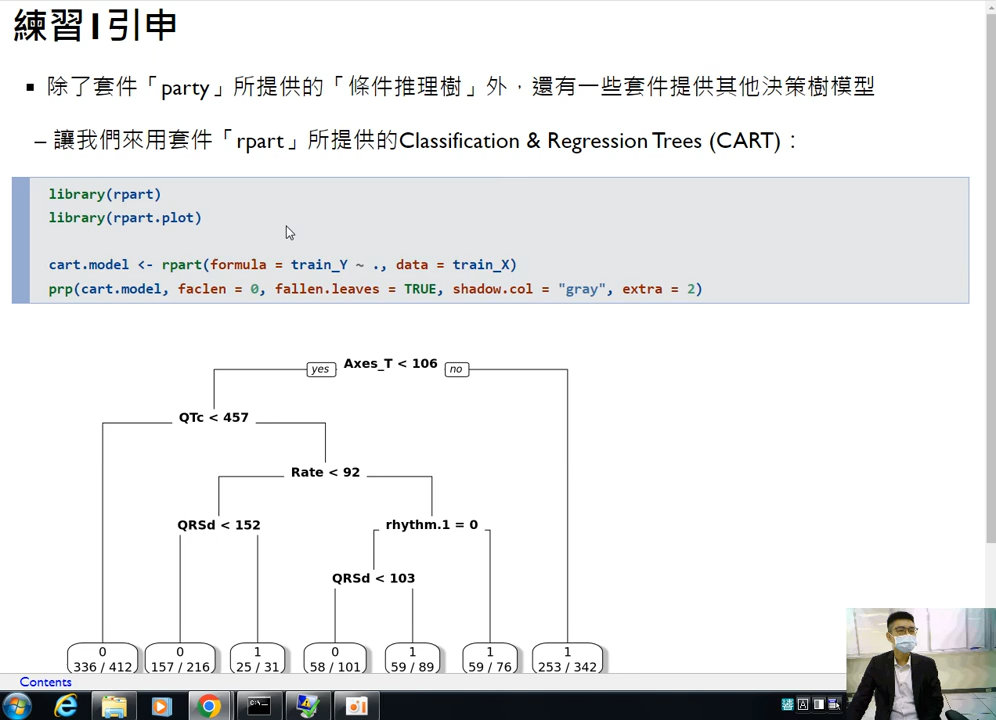 練習1引申
▪ 除了套件「party」所提供的「條件推理樹」外，還有一些套件提供其他決策樹模型
– 讓我們來用套件「rpart」所提供的Classification & Regression Trees (CART)：
library(rpart)
library(rpart.plot)
cart.model <- rpart(formula = train_Y ~ ., data = train_X)
prp(cart.model, faclen = 0, fallen.leaves = TRUE, shadow.col = "gray", extra = 2)
yes Axes_T < 106 no
QTc < 457
Rate < 92
QRSd < 152 rhythm.1 = 0
QRSd < 103
0 0 1 0 1 1 1
336 / 412 157 / 216 25 / 31 58 / 101 59 / 89 59 / 76 253 / 342
Contents